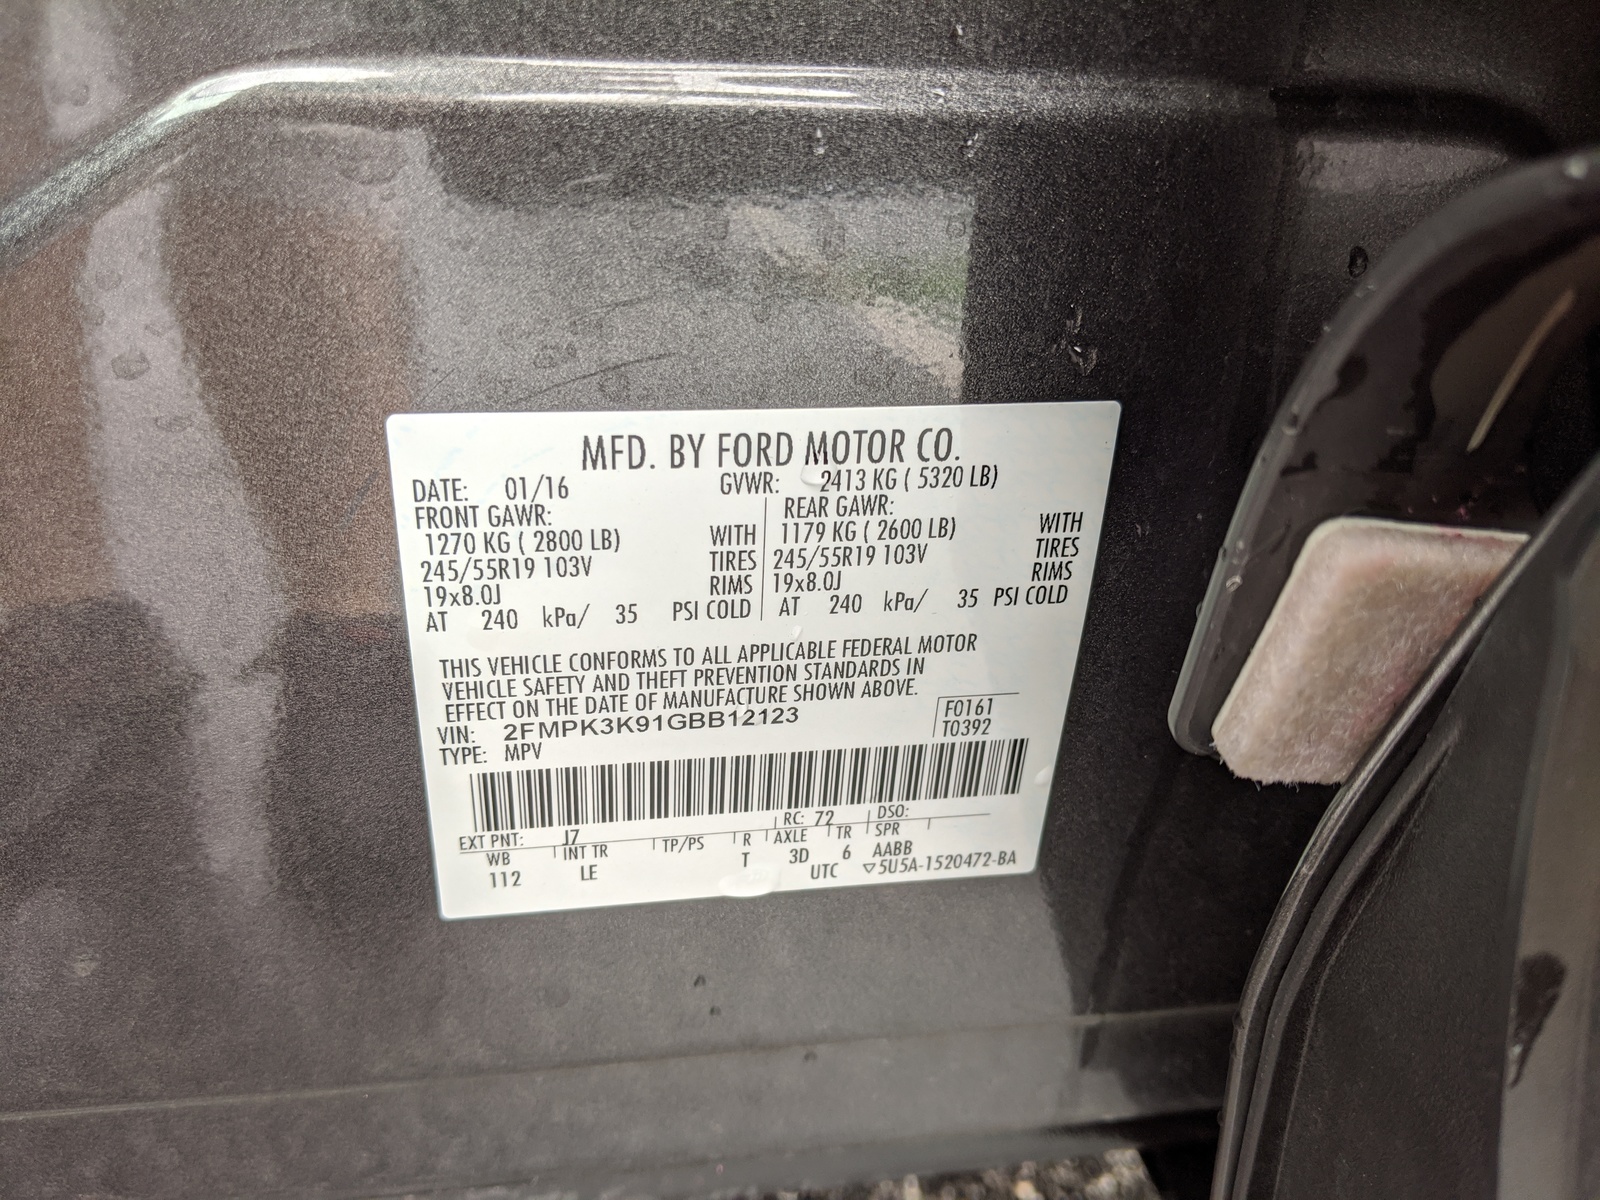 MFD. BY FORD MOTOR CO.
DATE: 01/16 GVWR: 2413 KG ( 5320 LB)
FRONT GAWR: REAR GAWR:
1270 KG ( 2800 LB) WITH 1179 KG ( 2600 LB) WITH
245/55R19 103V TIRES 245/55R19 103V TIRES
19x8.0J RIMS 19x8.0J RIMS
AT 240 kPa/ 35 PSI COLD AT 240 kPa/ 35 PSI COLD
THIS VEHICLE CONFORMS TO ALL APPLICABLE FEDERAL MOTOR
VEHICLE SAFETY AND THEFT PREVENTION STANDARDS IN
EFFECT ON THE DATE OF MANUFACTURE SHOWN ABOVE.
VIN: 2FMPK3K91GBB12123 F0161
TYPE: MPV T0392
EXT PNT: J7 RC: 72 DSO:
WB INT TR TP/PS R AXLE TR SPR
112 LE T 3D 6 AABB
UTC ▽5U5A-1520472-BA